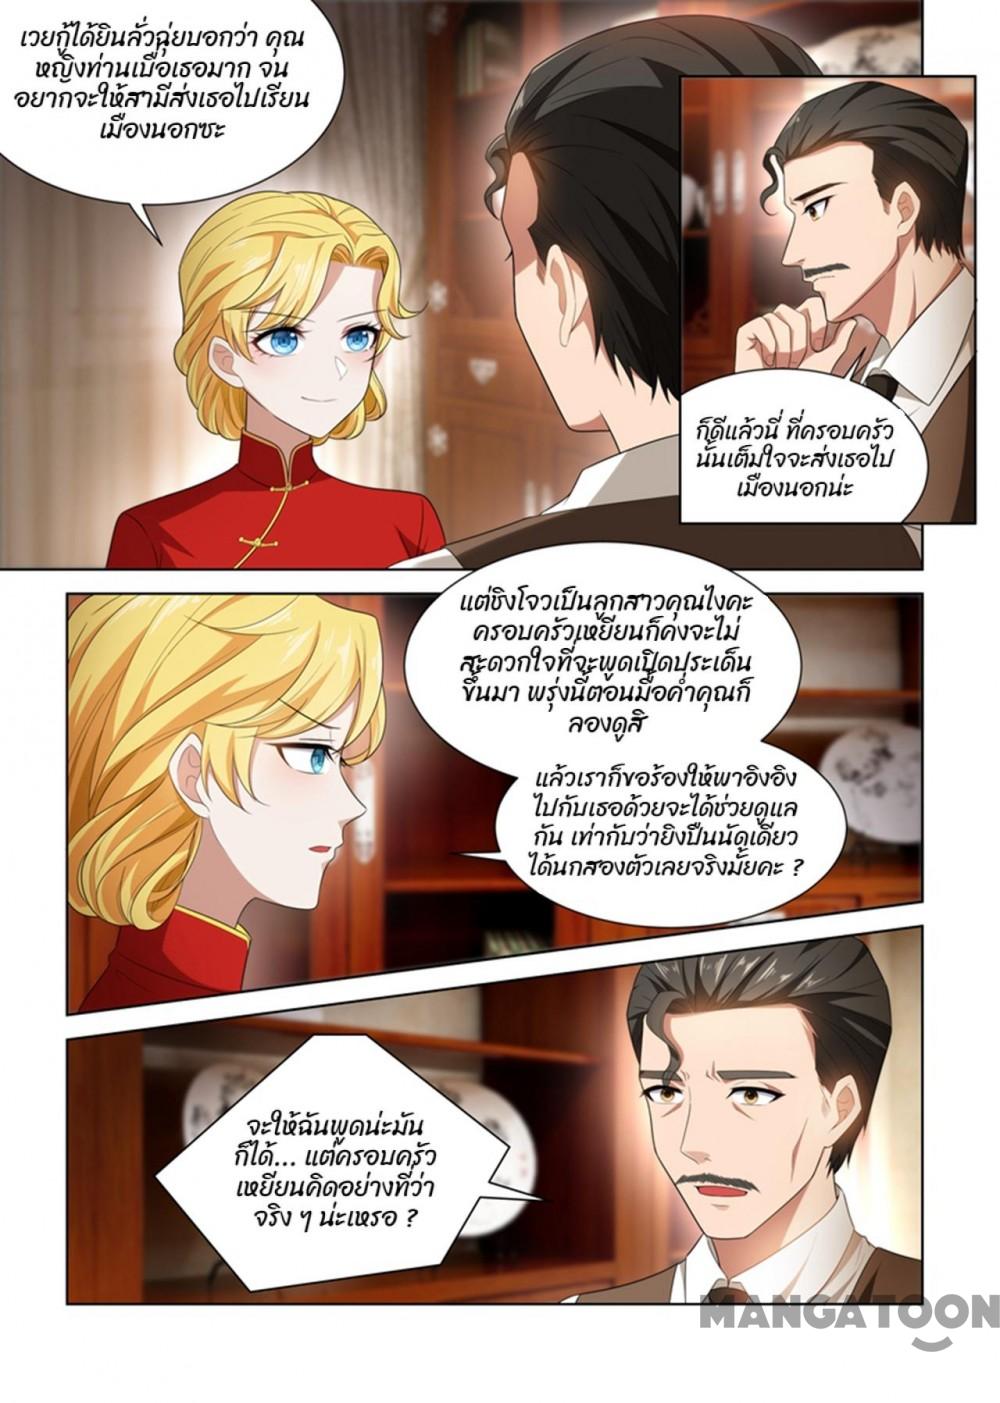 เวยกู้ได้ยินลั่วฉุ่ยบอกว่า คุณ
หญิงท่านเบื่อเธอมาก จน
อยากจะให้สามีส่งเธอไปเรียน
เมืองนอกซะ
ก็ดีแล้วนี่ ที่ครอบครัว
นั้นเต็มใจจะส่งเธอไป
เมืองนอกน่ะ
แต่ชิงโจวเป็นลูกสาวคุณไงคะ
ครอบครัวเหยียนก็คงจะไม่
สะดวกใจที่จะพูดเปิดประเด็น
ขึ้นมา พรุ่งนี้ตอนมื้อค่ำคุณก็
ลองดูสิ
แล้วเราก็ขอร้องให้พาอิงอิง
ไปกับเธอด้วยจะได้ช่วยดูแล
กัน เท่ากับว่ายิงปืนนัดเดียว
ได้นกสองตัวเลยจริงมั้ยคะ ?
จะให้ฉันพูดน่ะมัน
ก็ได้... แต่ครอบครัว
เหยียนคิดอย่างที่ว่า
จริง ๆ น่ะเหรอ ?
MANGATOON